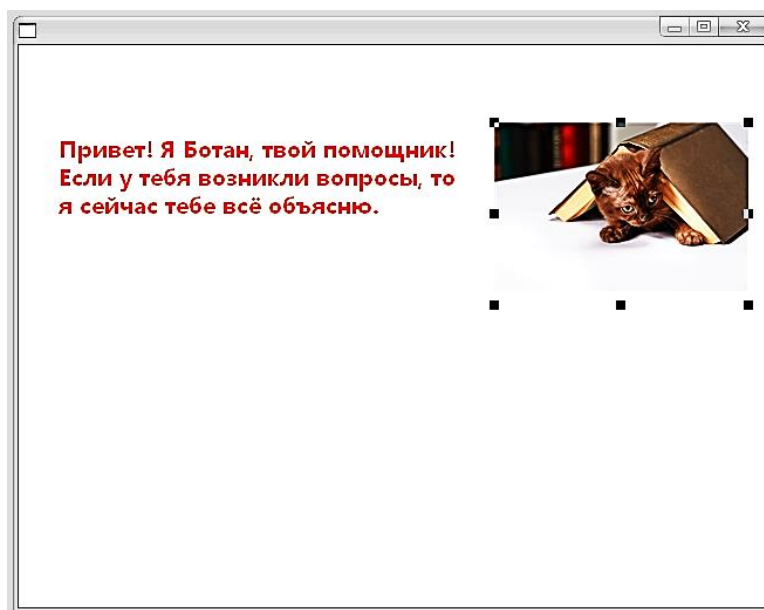 Привет! Я Ботан, твой помощник!
Если у тебя возникли вопросы, то
я сейчас тебе всё объясню.